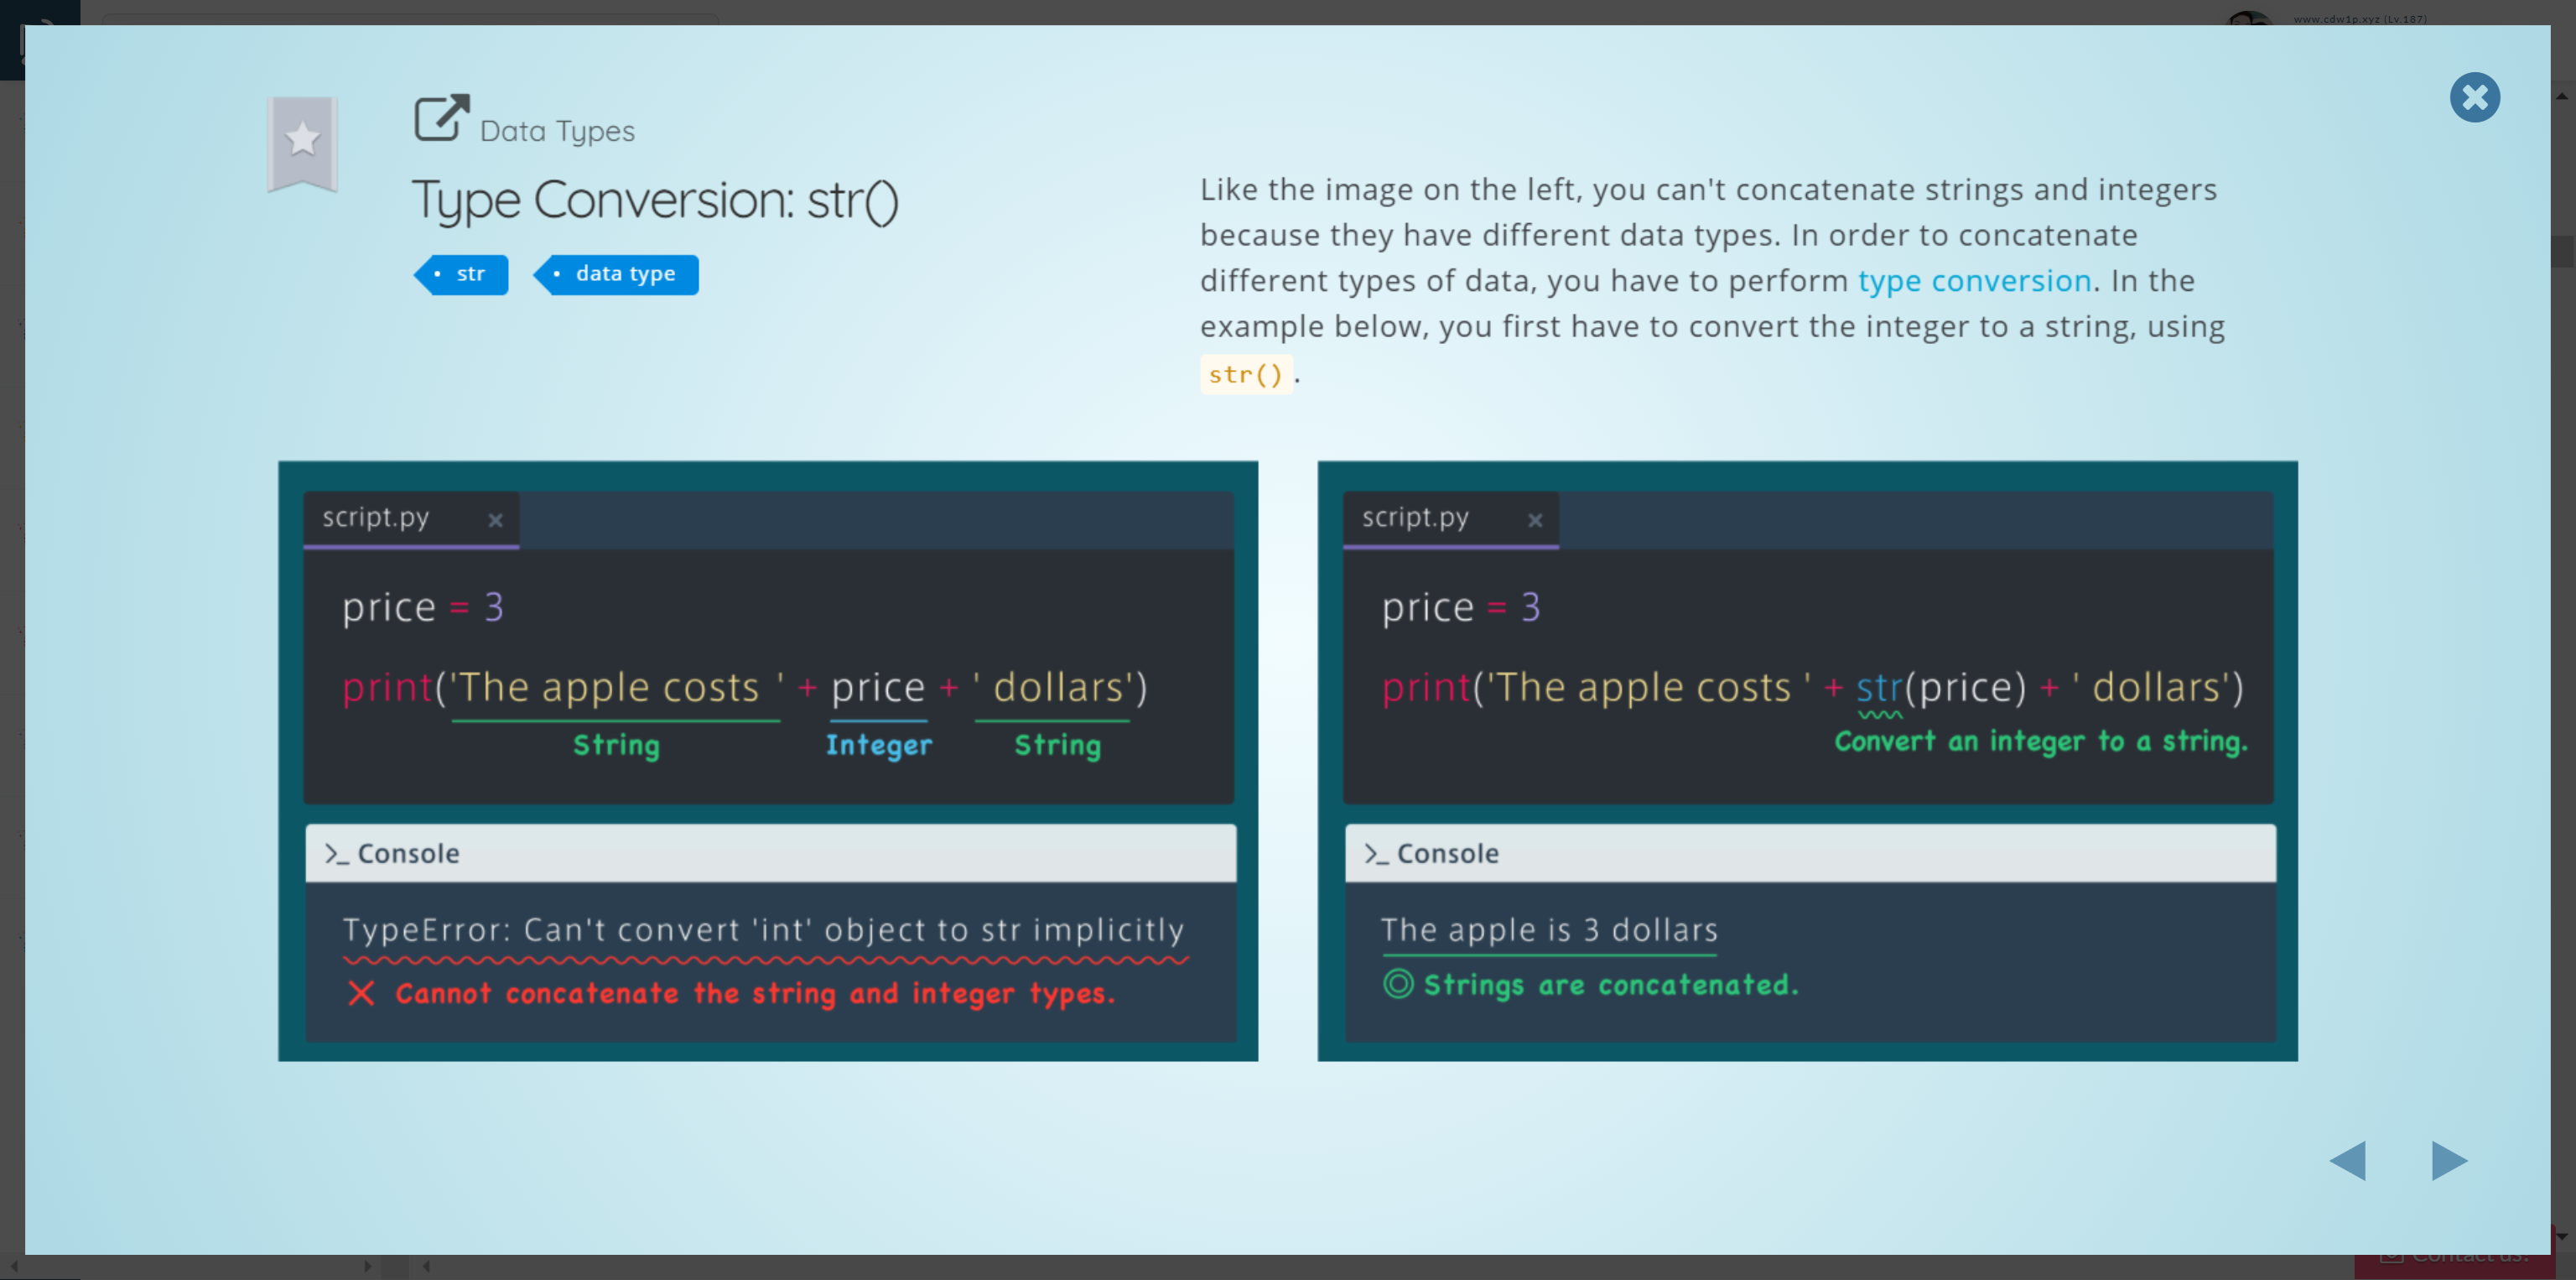 www.cdw1p.xyz (Lv.187)
Data Types
Type Conversion: str()
str
data type
Like the image on the left, you can't concatenate strings and integers
because they have different data types. In order to concatenate
different types of data, you have to perform type conversion. In the
example below, you first have to convert the integer to a string, using
str() .
script.py
price = 3
print('The apple costs ' + price + ' dollars')
String Integer String
>_ Console
TypeError: Can't convert 'int' object to str implicitly
Cannot concatenate the string and integer types.
script.py
price = 3
print('The apple costs ' + str(price) + ' dollars')
Convert an integer to a string.
>_ Console
The apple is 3 dollars
Strings are concatenated.
Contact us!